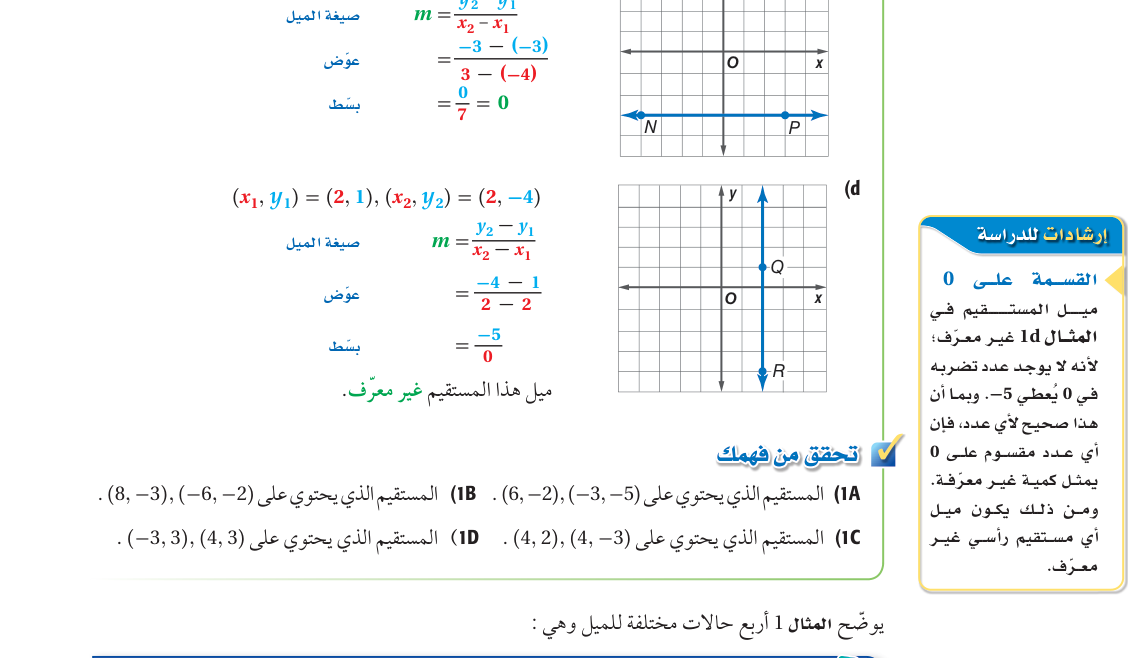 صيغة الميل m = (y₂ − y₁)/(x₂ − x₁)
عوّض = (−3 − (−3))/(3 − (−4))
بسّط = 0/7 = 0
O x
N P
(d
y
Q
O x
R
(x₁, y₁) = (2, 1), (x₂, y₂) = (2, −4)
صيغة الميل m = (y₂ − y₁)/(x₂ − x₁)
عوّض = (−4 − 1)/(2 − 2)
بسّط = −5/0
ميل هذا المستقيم غير معرّف.
إرشادات للدراسة
القسمة على 0
ميل المستقيم في
المثال 1d غير معرّف؛
لأنه لا يوجد عدد تضربه
في 0 يُعطي 5−. وبما أن
هذا صحيح لأي عدد، فإن
أي عدد مقسوم على 0
يمثل كمية غير معرّفة.
ومن ذلك يكون ميل
أي مستقيم رأسي غير
معرّف.
تحقق من فهمك
1A) المستقيم الذي يحتوي على (6, −2), (−3, −5) . 1B) المستقيم الذي يحتوي على (8, −3), (−6, −2) .
1C) المستقيم الذي يحتوي على (4, 2), (4, −3) . 1D) المستقيم الذي يحتوي على (−3, 3), (4, 3) .
يوضّح المثال 1 أربع حالات مختلفة للميل وهي :